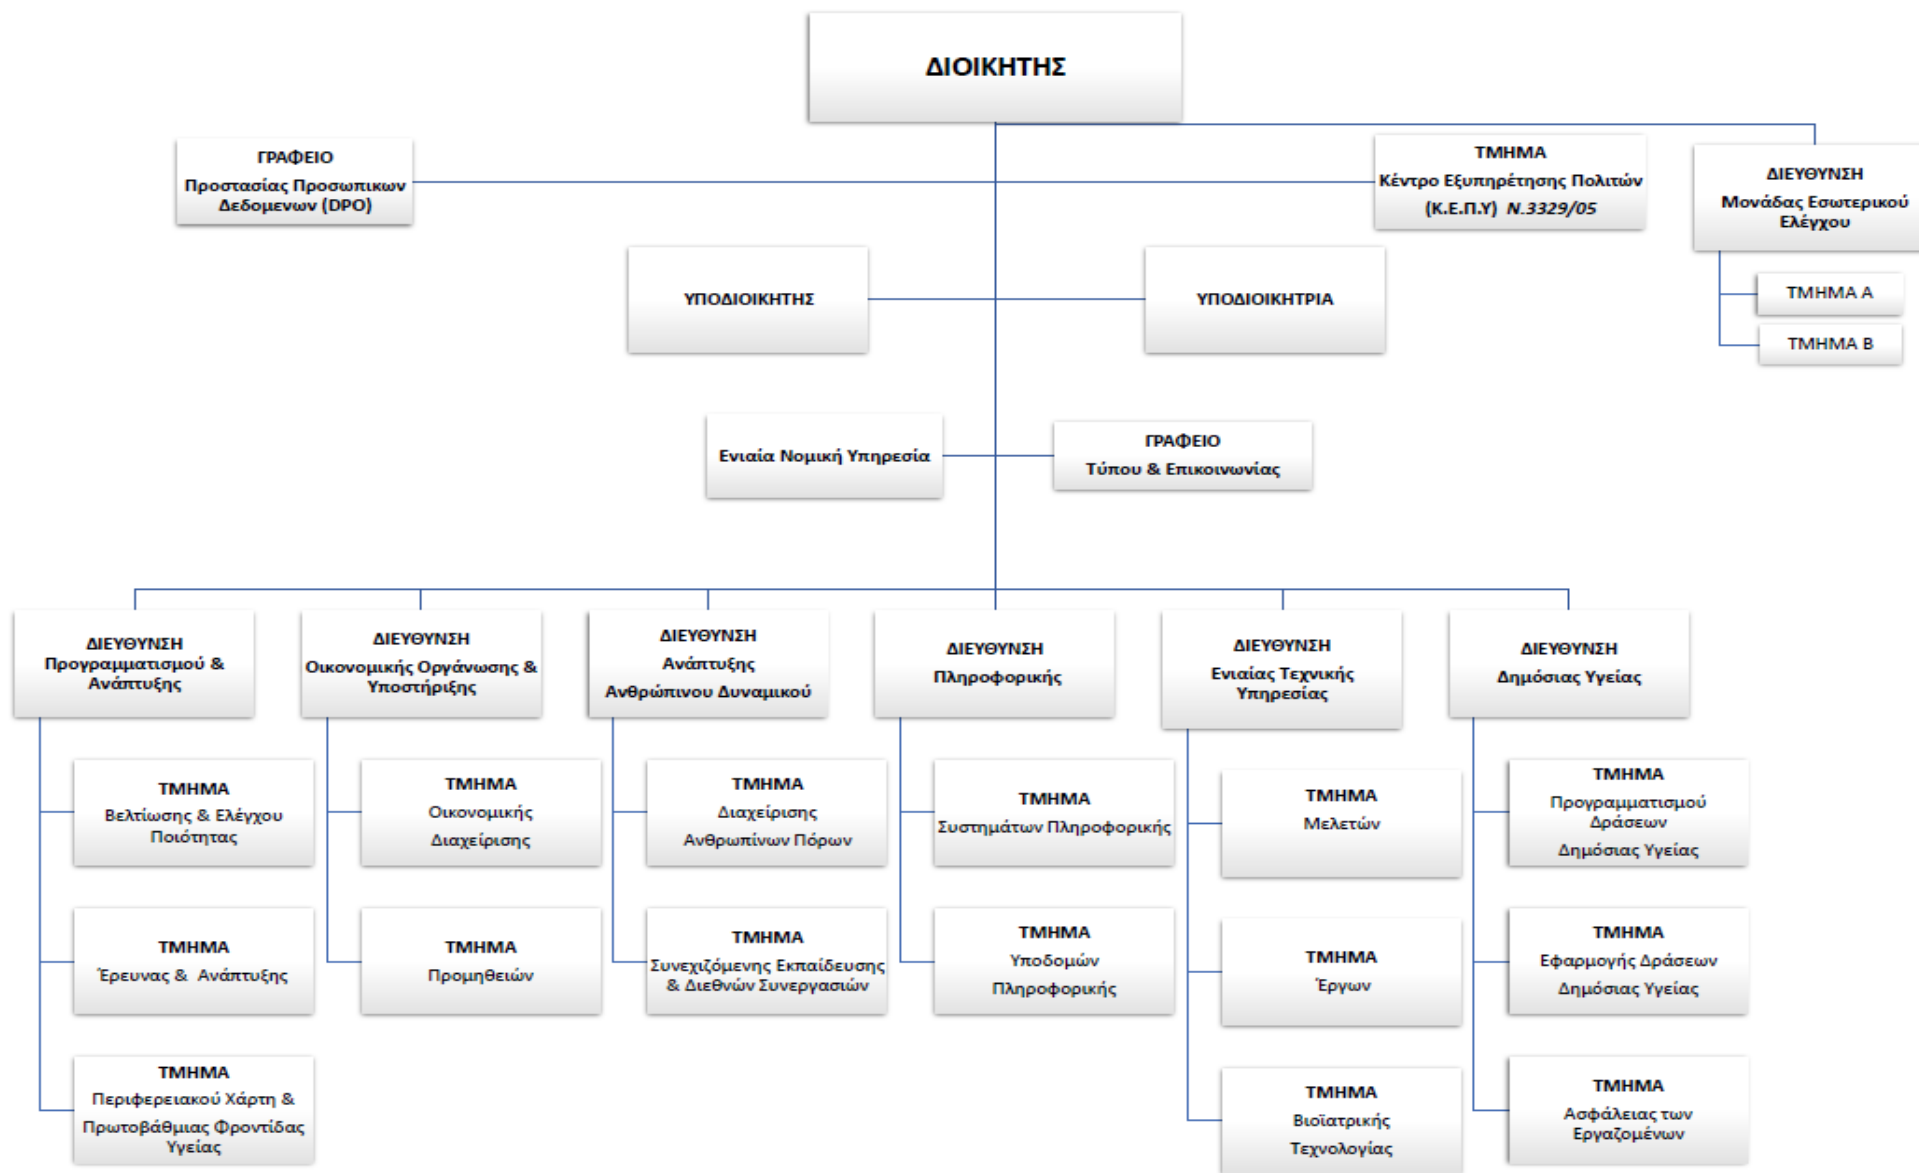 ΔΙΟΙΚΗΤΗΣ
ΓΡΑΦΕΙΟ
Προστασίας Προσωπικων
Δεδομενων (DPO)
ΤΜΗΜΑ
Κέντρο Εξυπηρέτησης Πολιτών
(Κ.Ε.Π.Υ) Ν.3329/05
ΔΙΕΥΘΥΝΣΗ
Μονάδας Εσωτερικού
Ελέγχου
ΤΜΗΜΑ Α
ΤΜΗΜΑ Β
ΥΠΟΔΙΟΙΚΗΤΗΣ
ΥΠΟΔΙΟΙΚΗΤΡΙΑ
Ενιαία Νομική Υπηρεσία
ΓΡΑΦΕΙΟ
Τύπου & Επικοινωνίας
ΔΙΕΥΘΥΝΣΗ
Προγραμματισμού &
Ανάπτυξης
ΤΜΗΜΑ
Βελτίωσης & Ελέγχου
Ποιότητας
ΤΜΗΜΑ
Έρευνας & Ανάπτυξης
ΤΜΗΜΑ
Περιφερειακού Χάρτη &
Πρωτοβάθμιας Φροντίδας
Υγείας
ΔΙΕΥΘΥΝΣΗ
Οικονομικής Οργάνωσης &
Υποστήριξης
ΤΜΗΜΑ
Οικονομικής
Διαχείρισης
ΤΜΗΜΑ
Προμηθειών
ΔΙΕΥΘΥΝΣΗ
Ανάπτυξης
Ανθρώπινου Δυναμικού
ΤΜΗΜΑ
Διαχείρισης
Ανθρωπίνων Πόρων
ΤΜΗΜΑ
Συνεχιζόμενης Εκπαίδευσης
& Διεθνών Συνεργασιών
ΔΙΕΥΘΥΝΣΗ
Πληροφορικής
ΤΜΗΜΑ
Συστημάτων Πληροφορικής
ΤΜΗΜΑ
Υποδομών
Πληροφορικής
ΔΙΕΥΘΥΝΣΗ
Ενιαίας Τεχνικής
Υπηρεσίας
ΤΜΗΜΑ
Μελετών
ΤΜΗΜΑ
Έργων
ΤΜΗΜΑ
Βιοϊατρικής
Τεχνολογίας
ΔΙΕΥΘΥΝΣΗ
Δημόσιας Υγείας
ΤΜΗΜΑ
Προγραμματισμού
Δράσεων
Δημόσιας Υγείας
ΤΜΗΜΑ
Εφαρμογής Δράσεων
Δημόσιας Υγείας
ΤΜΗΜΑ
Ασφάλειας των
Εργαζομένων